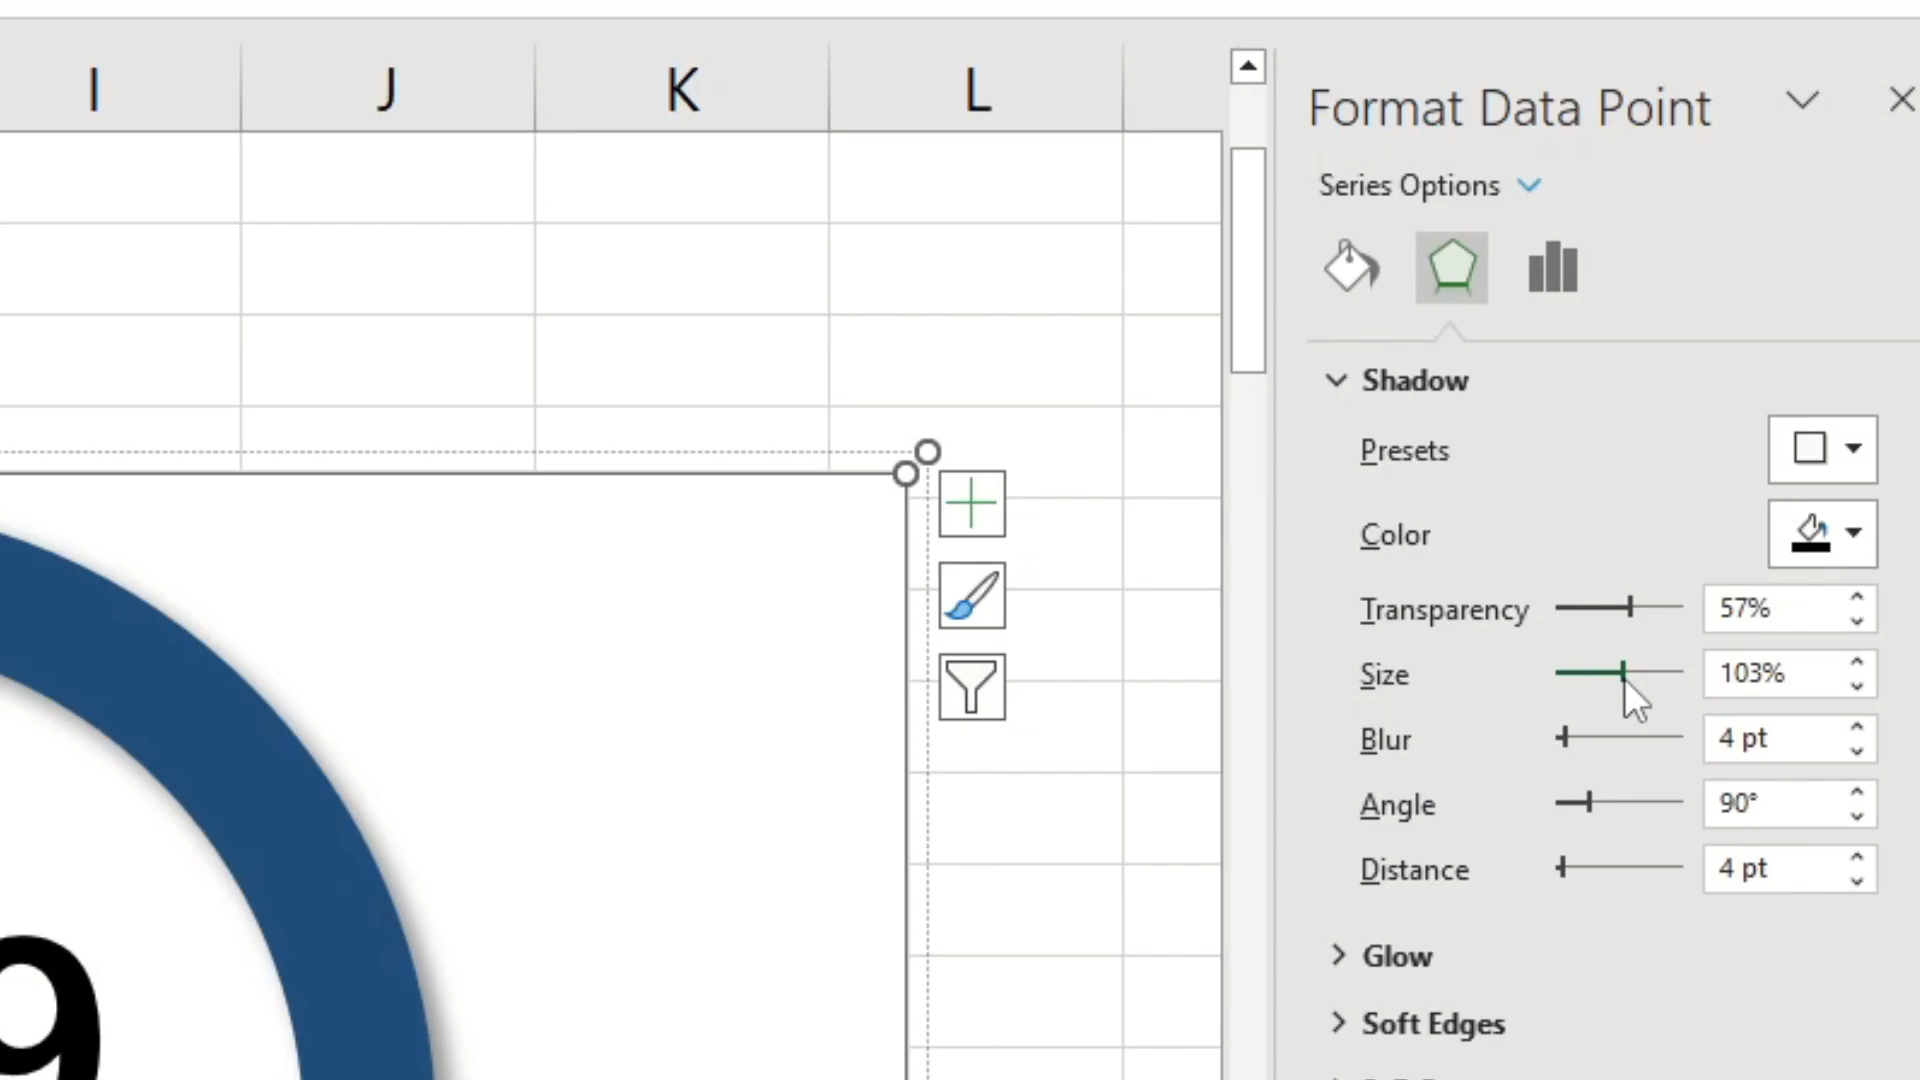 I J K L
Format Data Point
Series Options
Shadow
Presets
Color
Transparency 57%
Size 103%
Blur 4 pt
Angle 90°
Distance 4 pt
Glow
Soft Edges
9